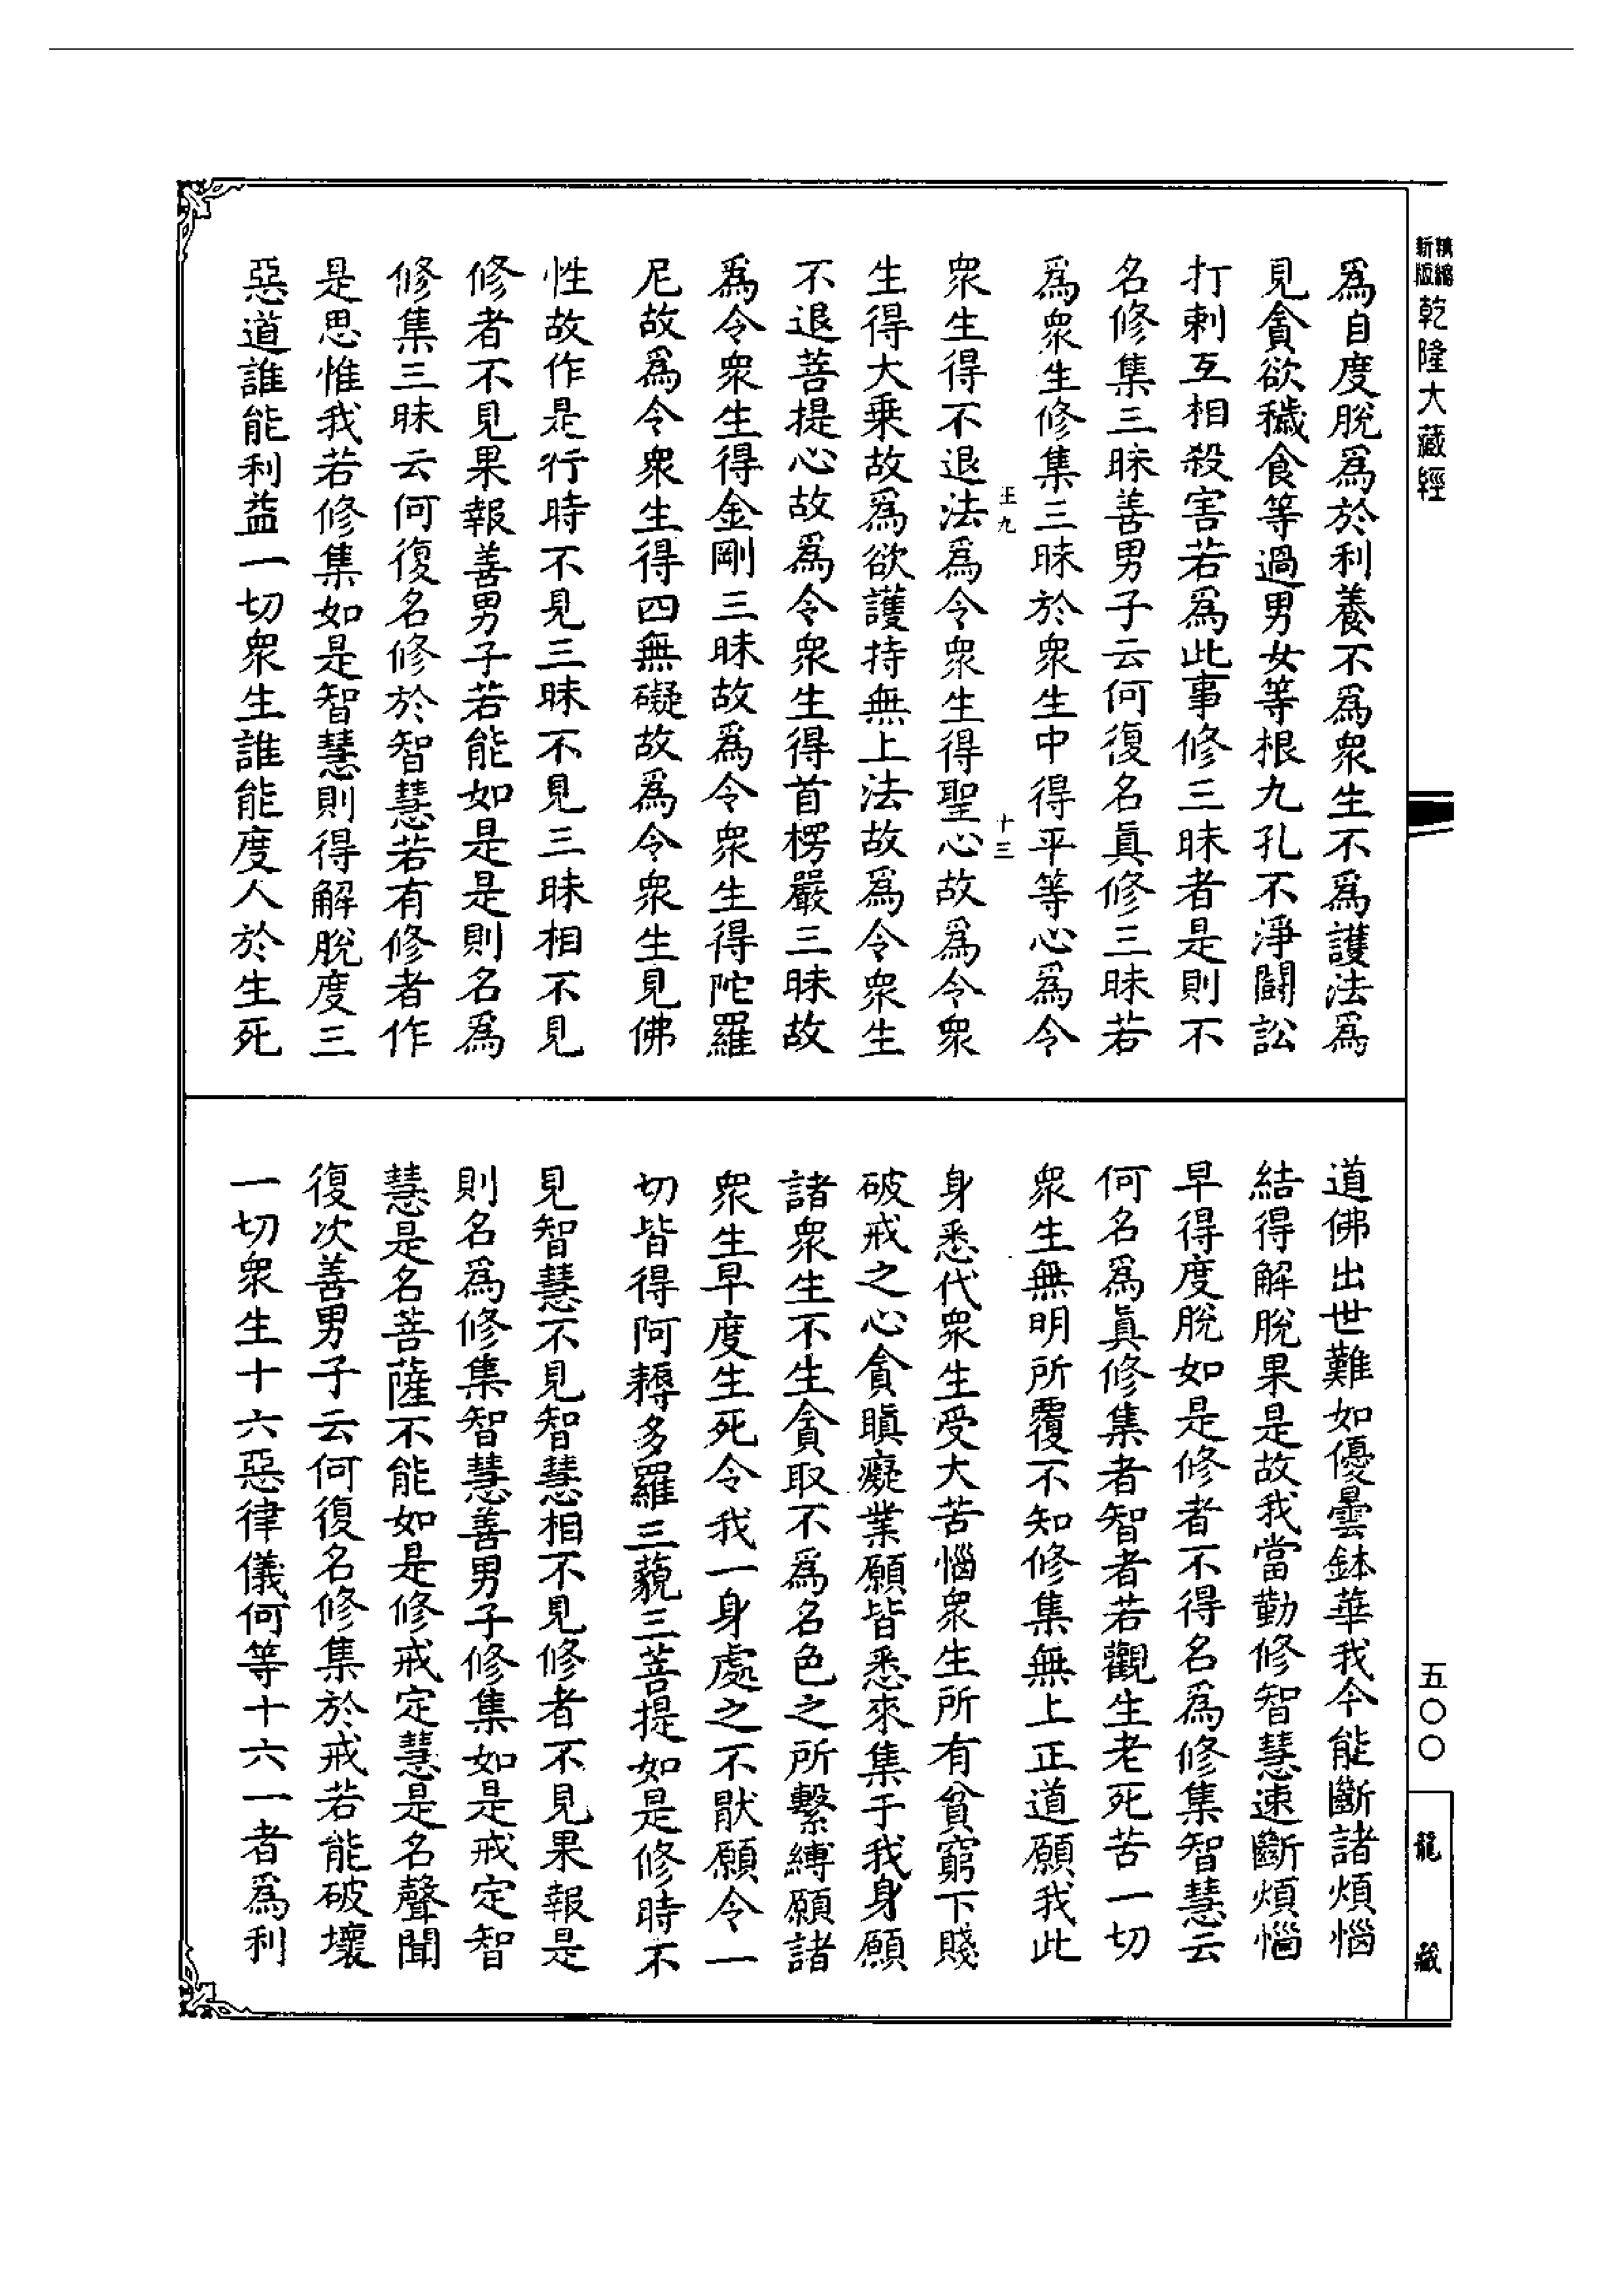 精縮新版乾隆大藏經
爲自度脫爲於利養不爲衆生不爲護法爲
見貪欲穢食等過男女等根九孔不淨鬪訟
打剌互相殺害若爲此事修三昧者是則不
名修集三昧善男子云何復名眞修三昧若
爲衆生修集三昧於衆生中得平等心爲令
汪九 十三
衆生得不退法爲令衆生得聖心故爲令衆
生得大乗故爲欲護持無上法故爲令衆生
不退菩提心故爲令衆生得首楞嚴三昧故
爲令衆生得金剛三昧故爲令衆生得陀羅
尼故爲令衆生得四無礙故爲令衆生見佛
性故作是行時不見三昧不見三昧相不見
修者不見果報善男子若能如是是則名爲
修集三昧云何復名修於智慧若有修者作
是思惟我若修集如是智慧則得解脫度三
惡道誰能利益一切衆生誰能度人於生死
道佛出世難如優曇鉢華我今能斷諸煩惱
結得解脫果是故我當勤修智慧速斷煩惱
早得度脫如是修者不得名爲修集智慧云
何名爲眞修集者智者若觀生老死苦一切
衆生無明所覆不知修集無上正道願我此
身悉代衆生受大苦惱衆生所有貧窮下賤
破戒之心貪瞋癡業願皆悉來集于我身願
諸衆生不生貪取不爲名色之所繫縛願諸
衆生早度生死令我一身處之不猒願令一
切皆得阿耨多羅三藐三菩提如是修時不
見智慧不見智慧相不見修者不見果報是
則名爲修集智慧善男子修集如是戒定智
慧是名菩薩不能如是修戒定慧是名聲聞
復次善男子云何復名修集於戒若能破壞
一切衆生十六惡律儀何等十六一者爲利
五〇〇
龍藏